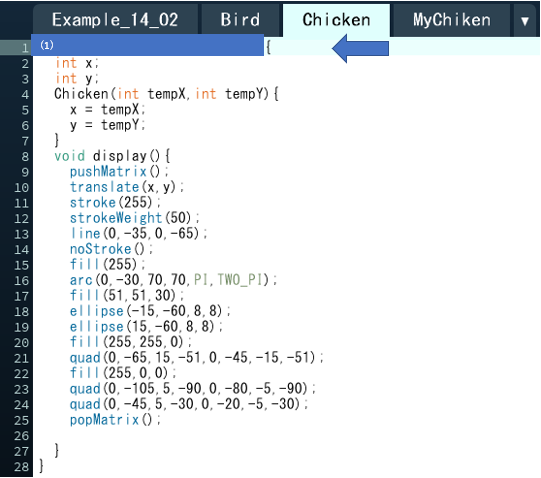 Example_14_02 Bird Chicken MyChiken ▼
1 (1) {
2 int x;
3 int y;
4 Chicken(int tempX,int tempY){
5 x = tempX;
6 y = tempY;
7 }
8 void display(){
9 pushMatrix();
10 translate(x,y);
11 stroke(255);
12 strokeWeight(50);
13 line(0,-35,0,-65);
14 noStroke();
15 fill(255);
16 arc(0,-30,70,70,PI,TWO_PI);
17 fill(51,51,30);
18 ellipse(-15,-60,8,8);
19 ellipse(15,-60,8,8);
20 fill(255,255,0);
21 quad(0,-65,15,-51,0,-45,-15,-51);
22 fill(255,0,0);
23 quad(0,-105,5,-90,0,-80,-5,-90);
24 quad(0,-45,5,-30,0,-20,-5,-30);
25 popMatrix();
26
27 }
28 }